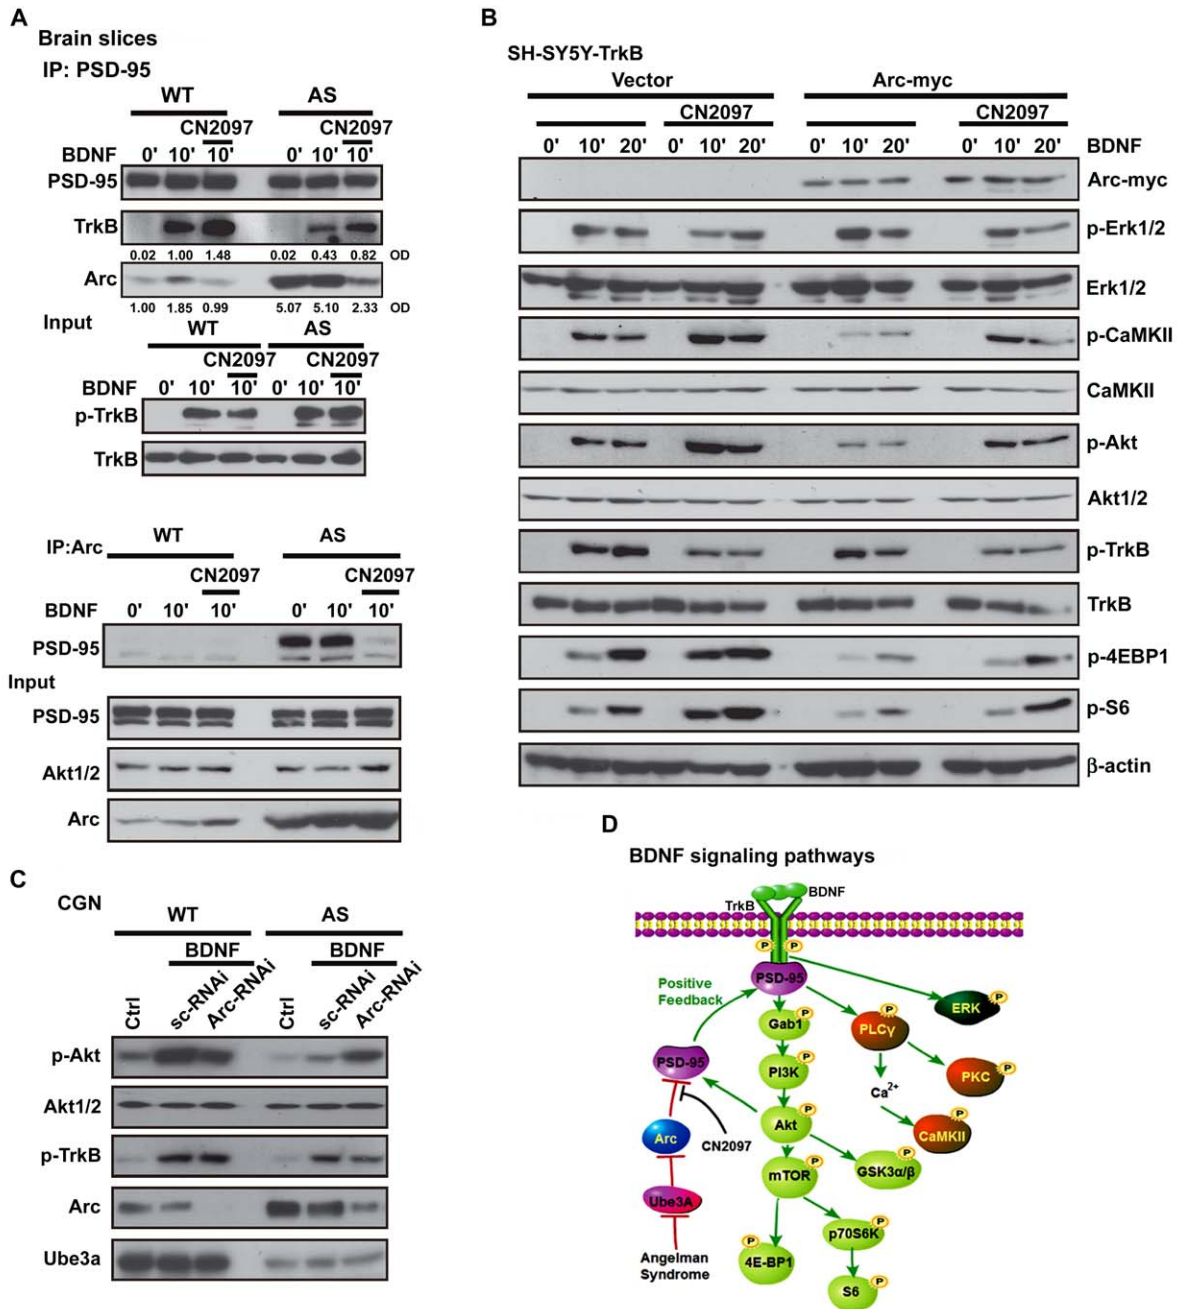 A
Brain slices
IP: PSD-95
WT AS
CN2097 CN2097
BDNF 0' 10' 10' 0' 10' 10'
PSD-95
TrkB
0.02 1.00 1.48 0.02 0.43 0.82 OD
Arc
1.00 1.85 0.99 5.07 5.10 2.33 OD
Input
WT AS
CN2097 CN2097
BDNF 0' 10' 10' 0' 10' 10'
p-TrkB
TrkB
IP:Arc
WT AS
CN2097 CN2097
BDNF 0' 10' 10' 0' 10' 10'
PSD-95
Input
PSD-95
Akt1/2
Arc
B
SH-SY5Y-TrkB
Vector Arc-myc
CN2097 CN2097
0' 10' 20' 0' 10' 20' 0' 10' 20' 0' 10' 20' BDNF
Arc-myc
p-Erk1/2
Erk1/2
p-CaMKII
CaMKII
p-Akt
Akt1/2
p-TrkB
TrkB
p-4EBP1
p-S6
β-actin
C
CGN
WT AS
BDNF BDNF
Ctrl sc-RNAi Arc-RNAi Ctrl sc-RNAi Arc-RNAi
p-Akt
Akt1/2
p-TrkB
Arc
Ube3a
D
BDNF signaling pathways
TrkB BDNF
P P
PSD-95
Positive
Feedback
ERK P
Gab1 P
PLCγ P
PSD-95
PI3K P
PKC P
Ca2+
Akt P
CaMKII P
Arc
CN2097
mTOR P
GSK3α/β P
Ube3A
p70S6K P
4E-BP1 P
Angelman
Syndrome
S6 P